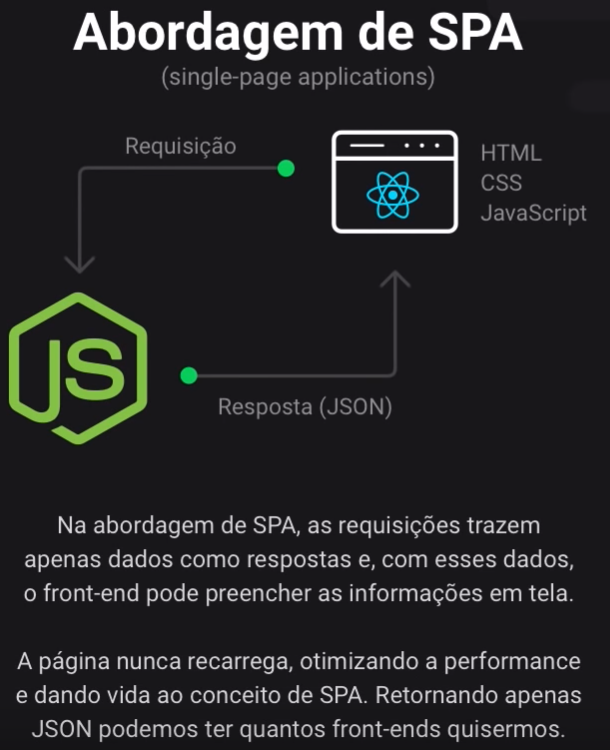 Abordagem de SPA
(single-page applications)
Requisição
HTML
CSS
JavaScript
JS
Resposta (JSON)
Na abordagem de SPA, as requisições trazem
apenas dados como respostas e, com esses dados,
o front-end pode preencher as informações em tela.
A página nunca recarrega, otimizando a performance
e dando vida ao conceito de SPA. Retornando apenas
JSON podemos ter quantos front-ends quisermos.